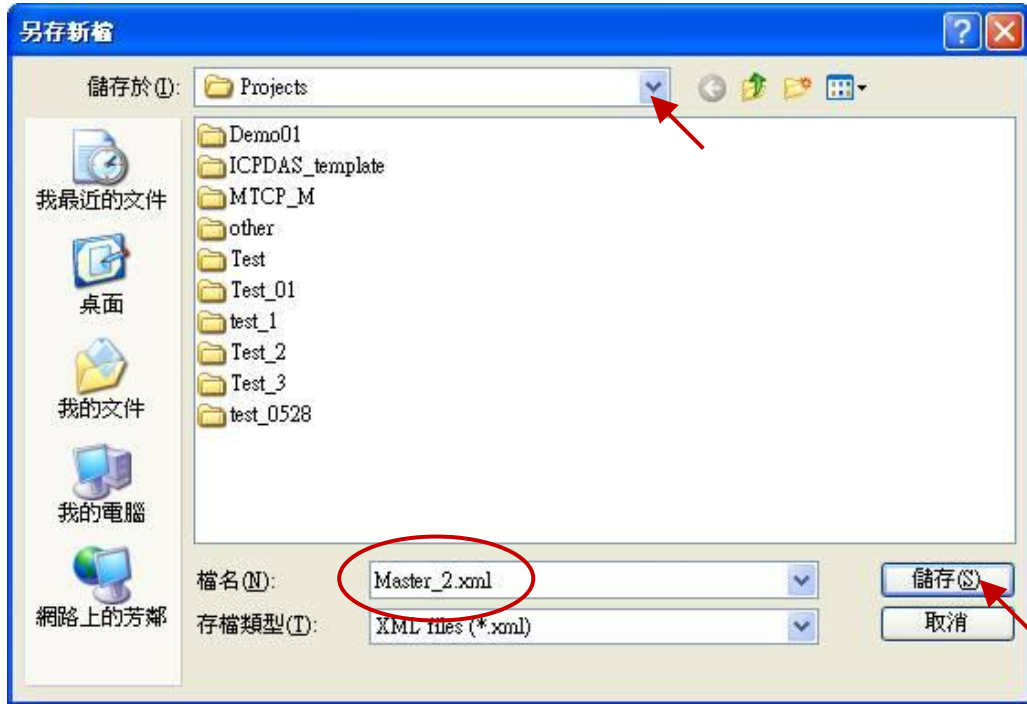 另存新檔
儲存於(I):
Projects
我最近的文件
桌面
我的文件
我的電腦
網路上的芳鄰
Demo01
ICPDAS_template
MTCP_M
other
Test
Test_01
test_1
Test_2
Test_3
test_0528
檔名(N):
Master_2.xml
儲存(S)
存檔類型(T):
XML files (*.xml)
取消